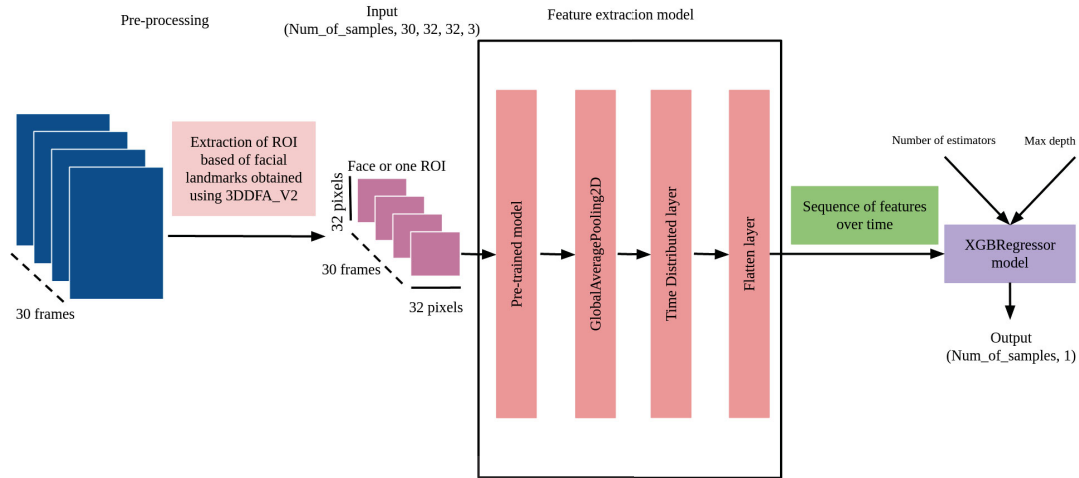 Pre-processing
Input
(Num_of_samples, 30, 32, 32, 3)
Feature extraction model
Extraction of ROI
based of facial
landmarks obtained
using 3DDFA_V2
30 frames
Face or one ROI
32 pixels
30 frames
32 pixels
Pre-trained model
GlobalAveragePooling2D
Time Distributed layer
Flatten layer
Sequence of features
over time
Number of estimators
Max depth
XGBRegressor
model
Output
(Num_of_samples, 1)